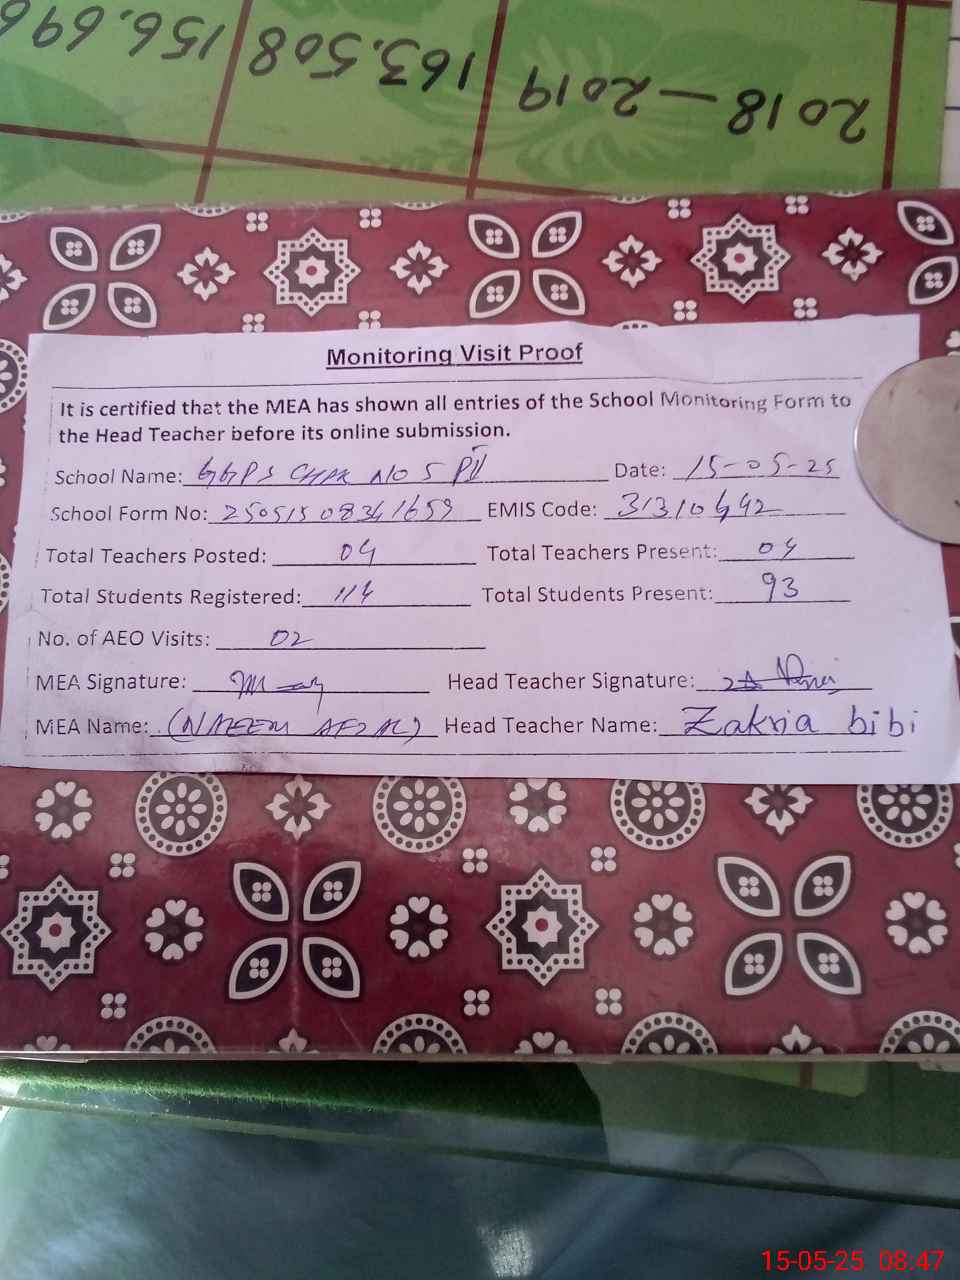 2018—2019 163.508 156.696
Monitoring Visit Proof
It is certified that the MEA has shown all entries of the School Monitoring Form to
the Head Teacher before its online submission.
School Name: GGPS CHAK NO 5 P Date: 15-05-25
School Form No: 25051508341659 EMIS Code: 31310442
Total Teachers Posted: 04 Total Teachers Present: 04
Total Students Registered: 114 Total Students Present: 93
No. of AEO Visits: 02
MEA Signature: Head Teacher Signature:
MEA Name: (NAEEM AFZAL) Head Teacher Name: Zakria bibi
15-05-25 08:47